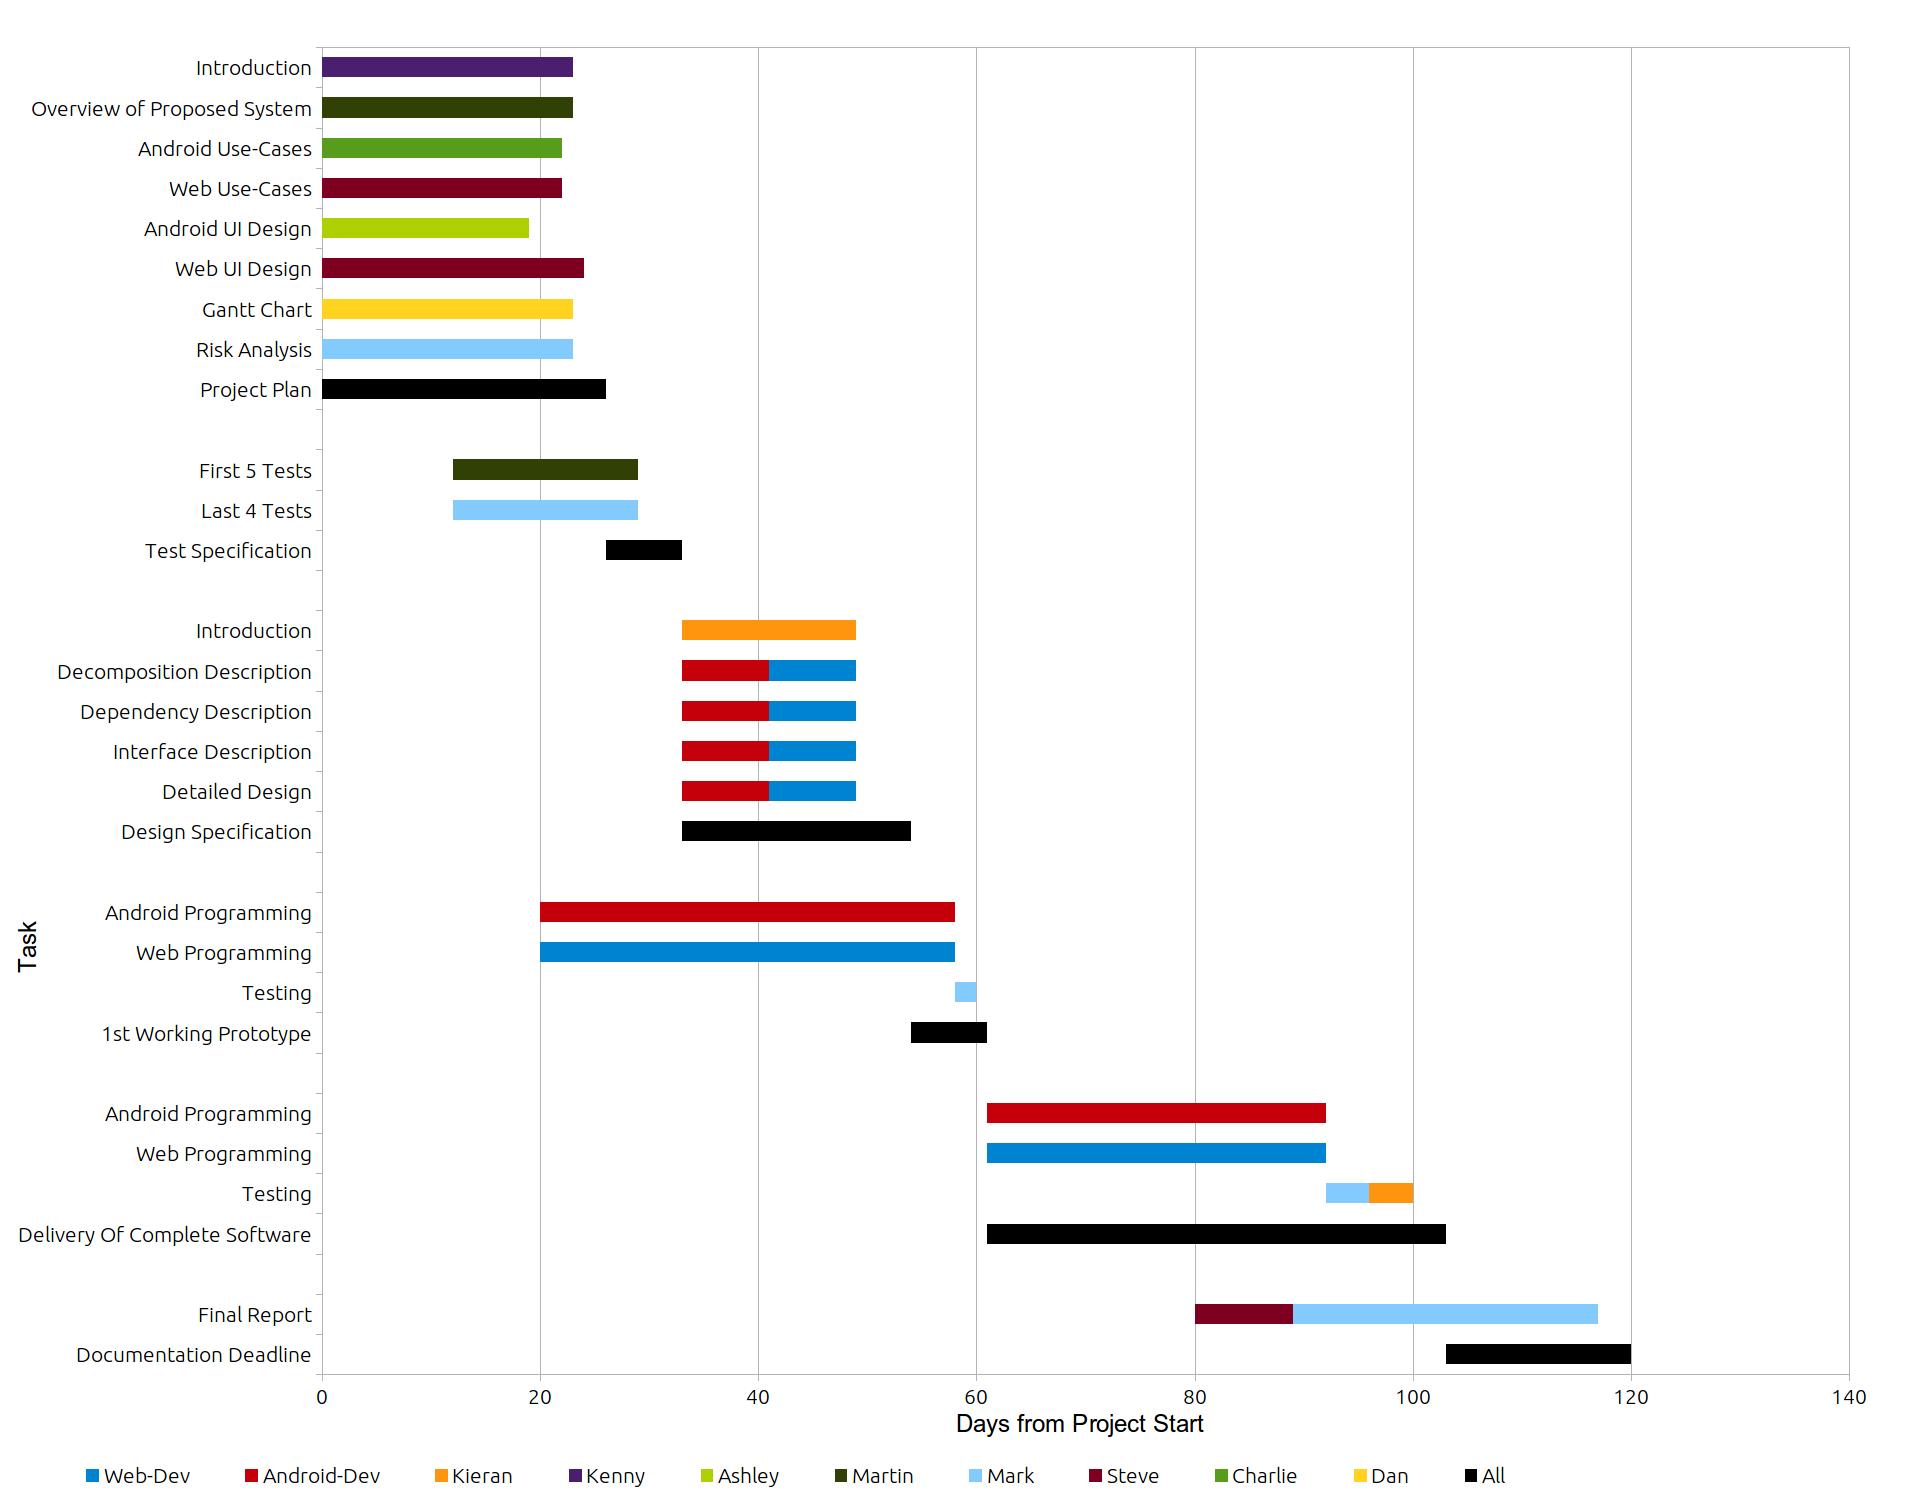 Introduction
Overview of Proposed System
Android Use-Cases
Web Use-Cases
Android UI Design
Web UI Design
Gantt Chart
Risk Analysis
Project Plan
First 5 Tests
Last 4 Tests
Test Specification
Introduction
Decomposition Description
Dependency Description
Interface Description
Detailed Design
Design Specification
Android Programming
Web Programming
Testing
1st Working Prototype
Android Programming
Web Programming
Testing
Delivery Of Complete Software
Final Report
Documentation Deadline
Task
0 20 40 60 80 100 120 140
Days from Project Start
Web-Dev Android-Dev Kieran Kenny Ashley Martin Mark Steve Charlie Dan All